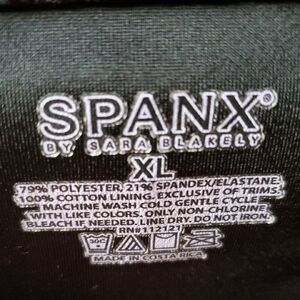 SPANX®
BY SARA BLAKELY
XL
79% POLYESTER, 21% SPANDEX/ELASTANE.
100% COTTON LINING. EXCLUSIVE OF TRIMS.
MACHINE WASH COLD GENTLE CYCLE
WITH LIKE COLORS. ONLY NON-CHLORINE
BLEACH IF NEEDED. LINE DRY. DO NOT IRON.
RN#112121
30C
MADE IN COSTA RICA